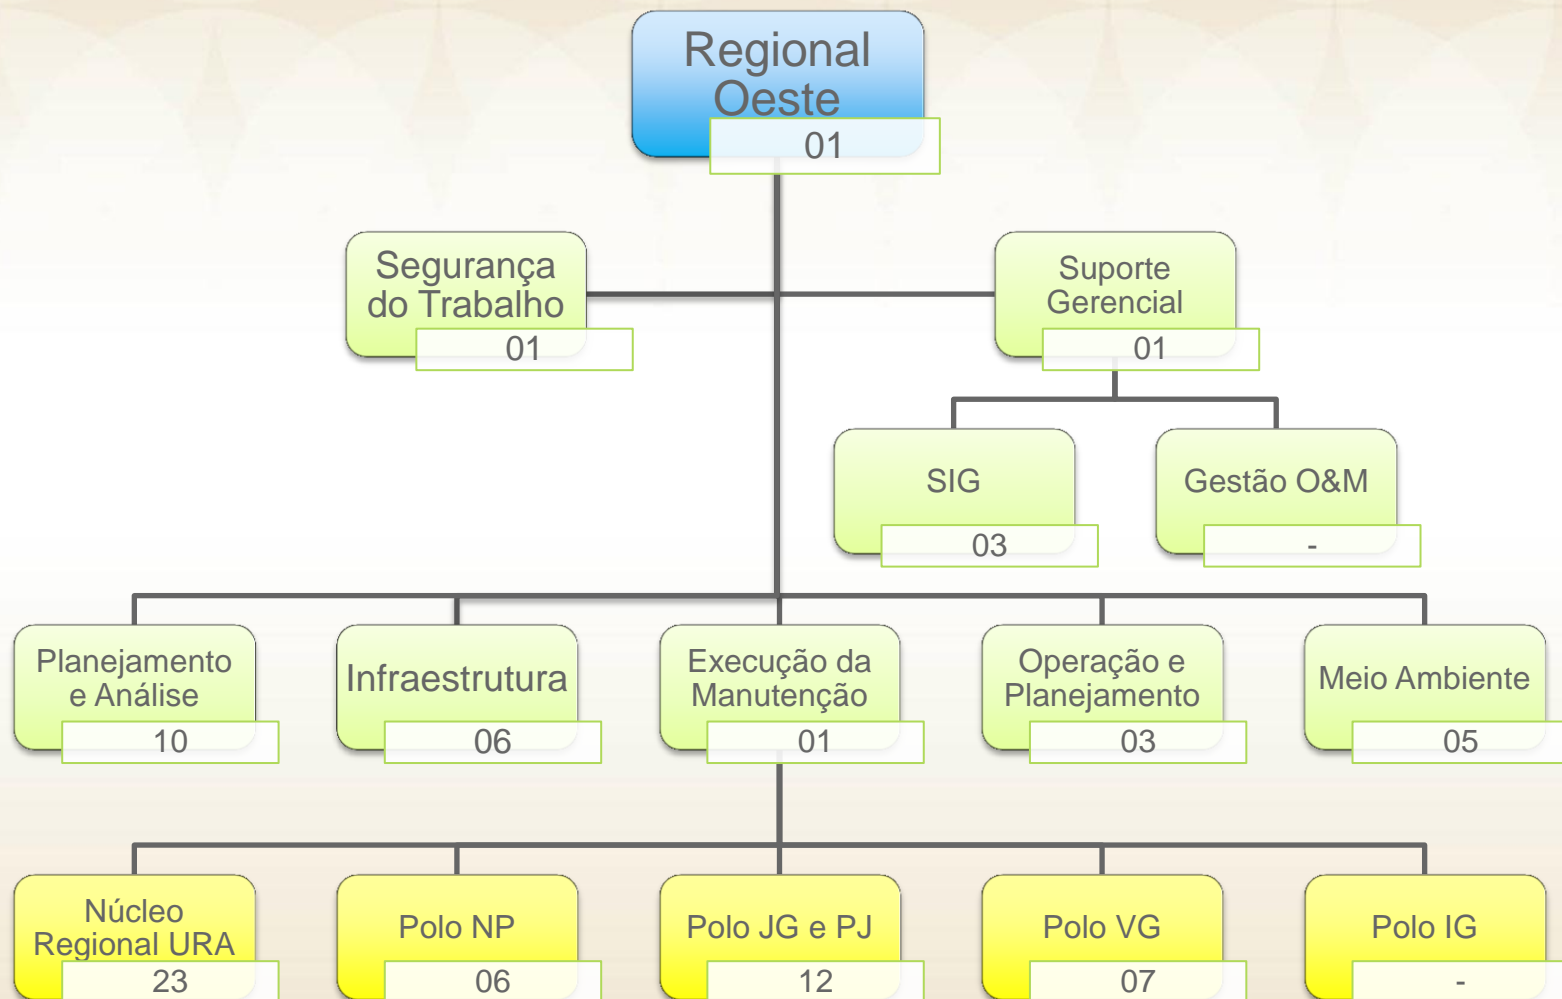 Regional
Oeste
01
Segurança
do Trabalho
01
Suporte
Gerencial
01
SIG
03
Gestão O&M
-
Planejamento
e Análise
10
Infraestrutura
06
Execução da
Manutenção
01
Operação e
Planejamento
03
Meio Ambiente
05
Núcleo
Regional URA
23
Polo NP
06
Polo JG e PJ
12
Polo VG
07
Polo IG
-